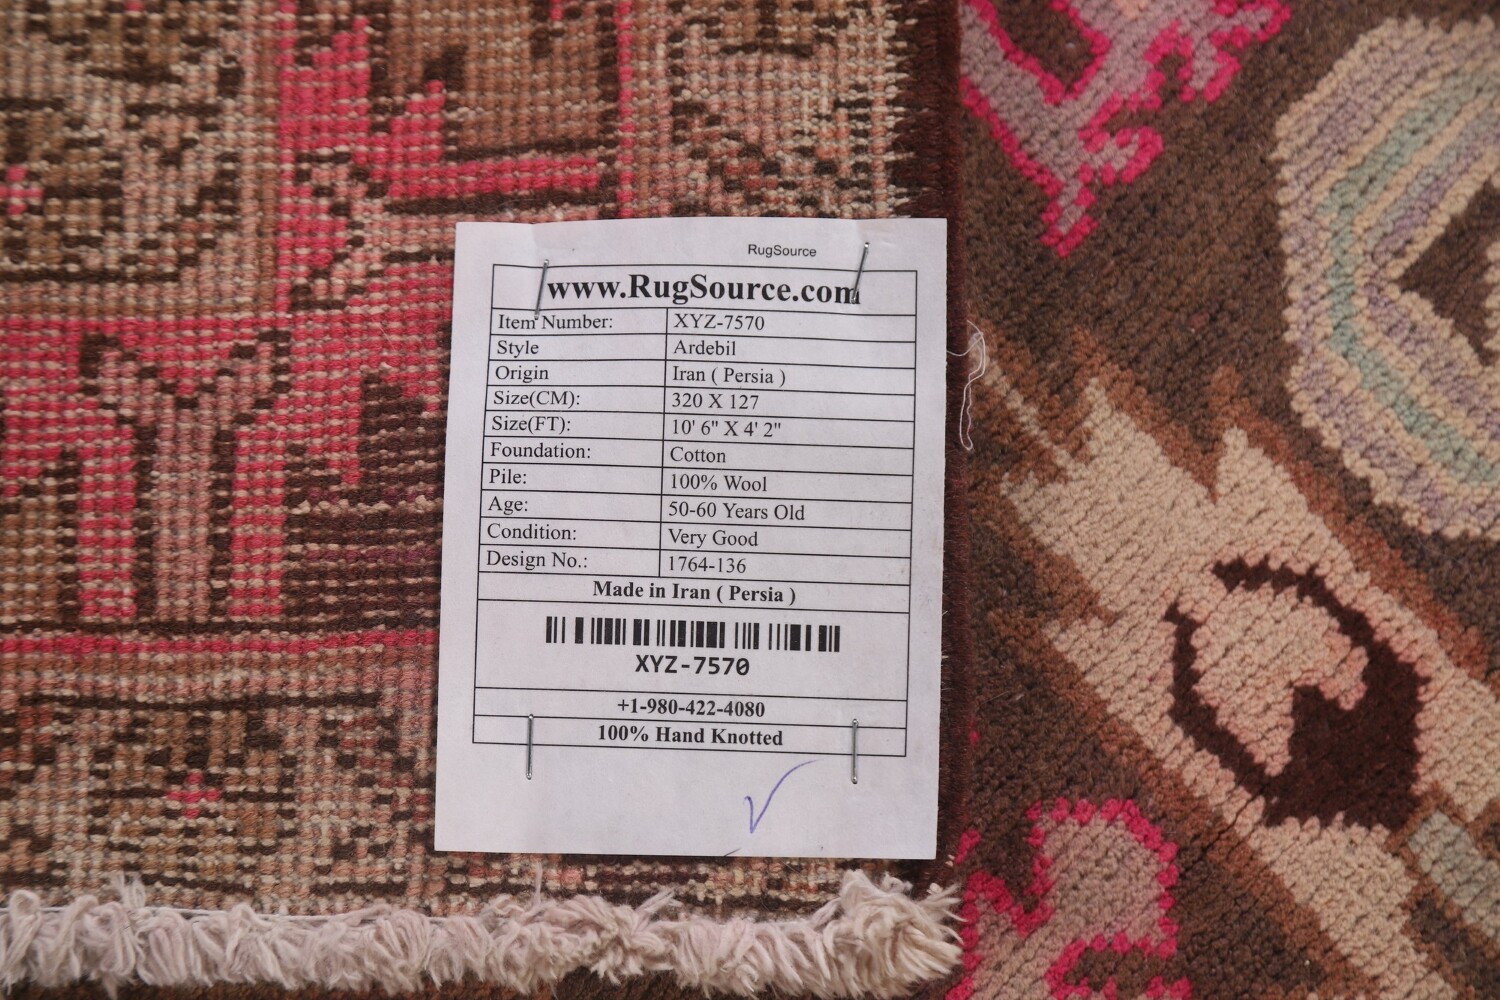 RugSource
www.RugSource.com
Item Number: XYZ-7570
Style Ardebil
Origin Iran ( Persia )
Size(CM): 320 X 127
Size(FT): 10' 6" X 4' 2"
Foundation: Cotton
Pile: 100% Wool
Age: 50-60 Years Old
Condition: Very Good
Design No.: 1764-136
Made in Iran ( Persia )
XYZ-7570
+1-980-422-4080
100% Hand Knotted